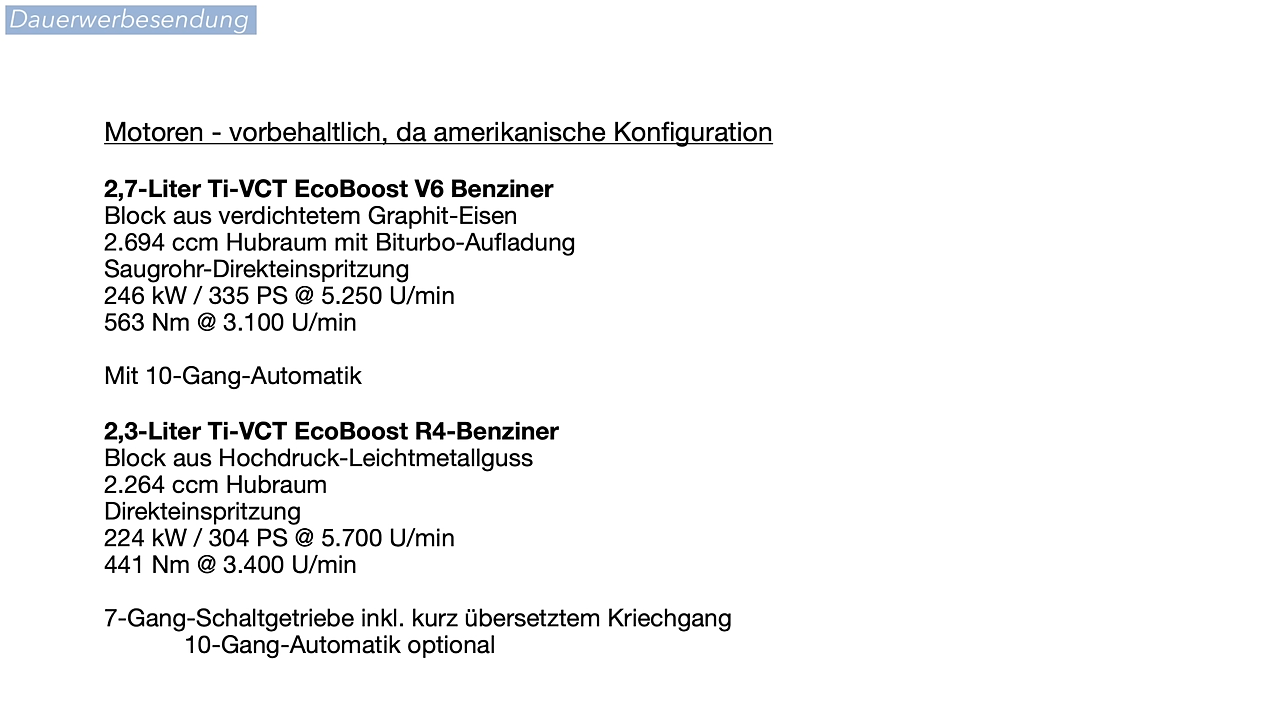 Dauerwerbesendung
Motoren - vorbehaltlich, da amerikanische Konfiguration
2,7-Liter Ti-VCT EcoBoost V6 Benziner
Block aus verdichtetem Graphit-Eisen
2.694 ccm Hubraum mit Biturbo-Aufladung
Saugrohr-Direkteinspritzung
246 kW / 335 PS @ 5.250 U/min
563 Nm @ 3.100 U/min
Mit 10-Gang-Automatik
2,3-Liter Ti-VCT EcoBoost R4-Benziner
Block aus Hochdruck-Leichtmetallguss
2.264 ccm Hubraum
Direkteinspritzung
224 kW / 304 PS @ 5.700 U/min
441 Nm @ 3.400 U/min
7-Gang-Schaltgetriebe inkl. kurz übersetztem Kriechgang
10-Gang-Automatik optional